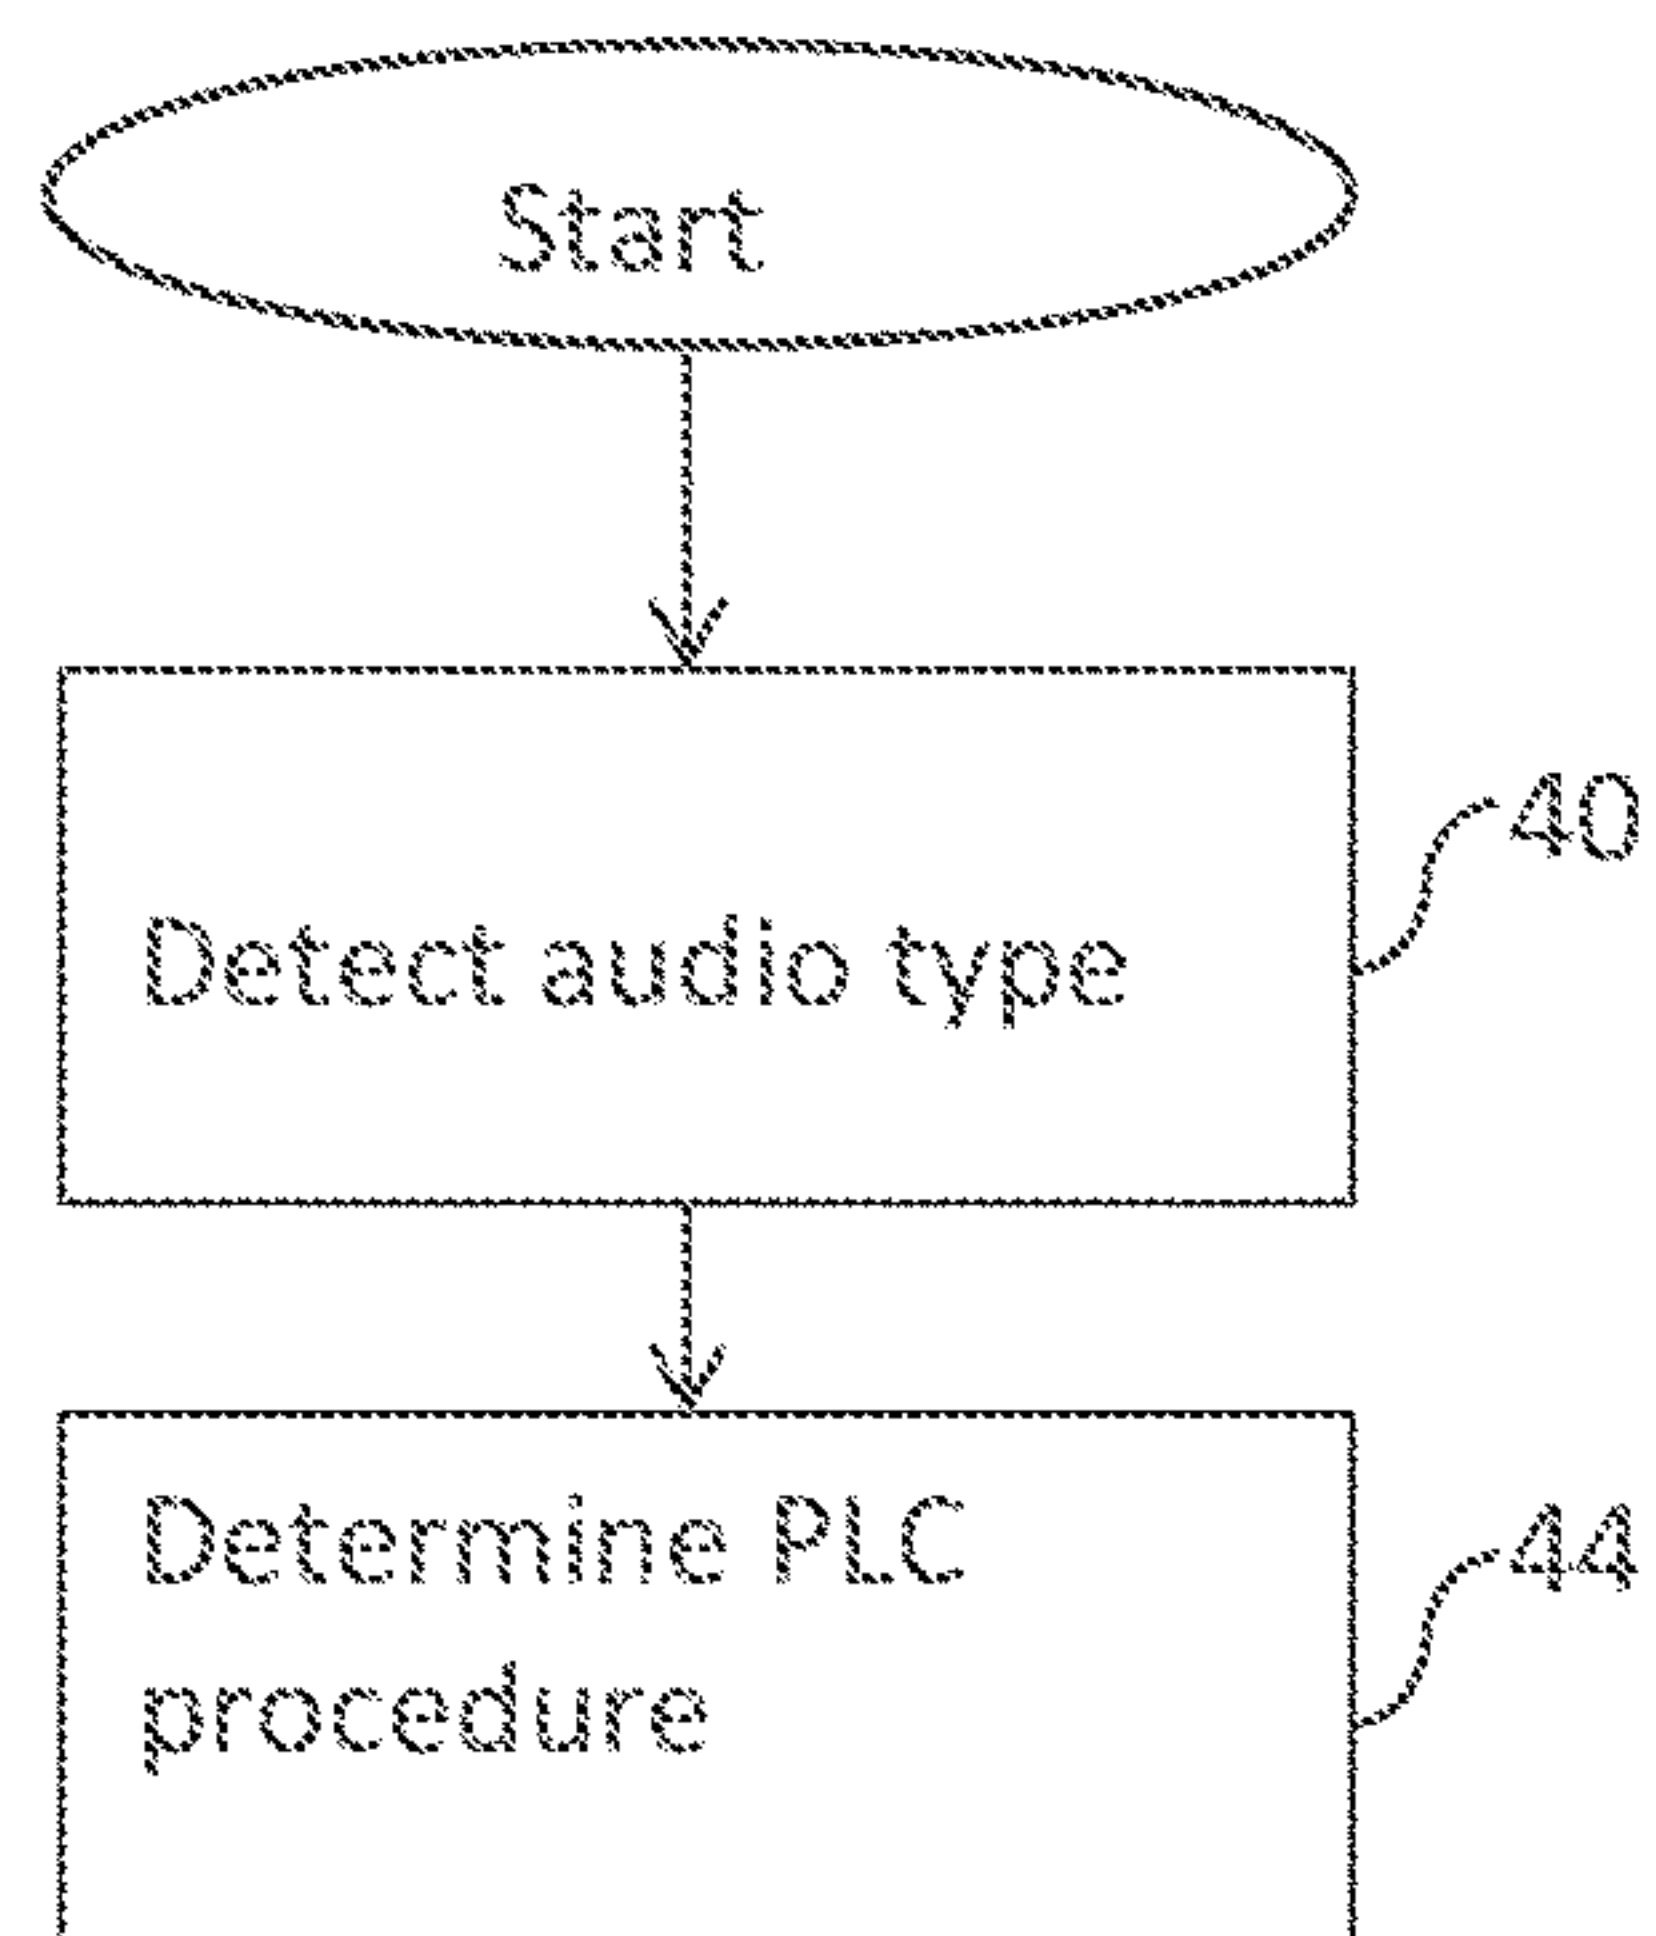 Start
40
Detect audio type
Determine PLC
44
procedure